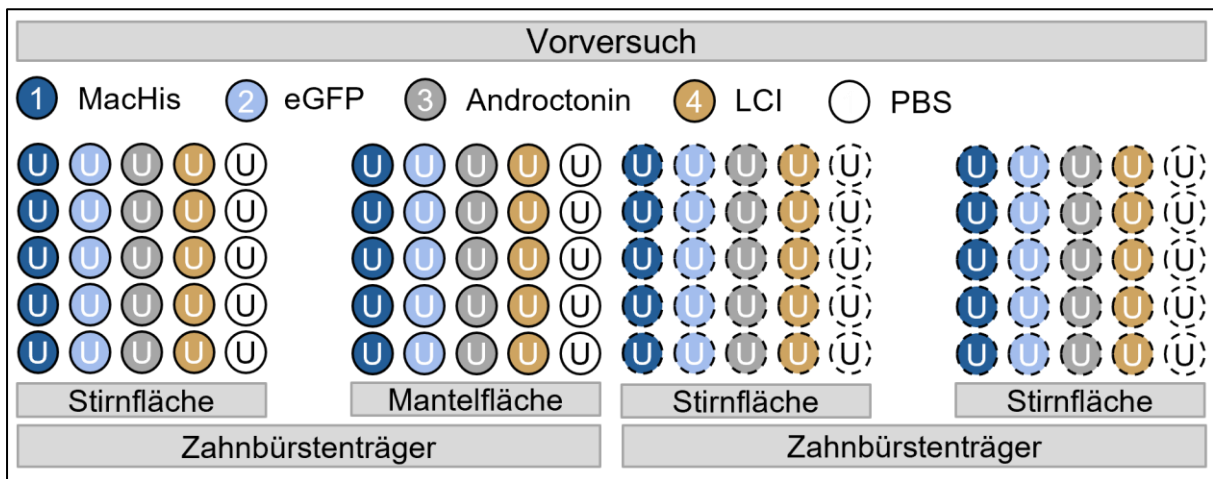 Vorversuch
1 MacHis 2 eGFP 3 Androctonin 4 LCI PBS
U U U U U U U U U U U U U U U U U U U U
U U U U U U U U U U U U U U U U U U U U
U U U U U U U U U U U U U U U U U U U U
U U U U U U U U U U U U U U U U U U U U
U U U U U U U U U U U U U U U U U U U U
Stirnfläche Mantelfläche Stirnfläche Stirnfläche
Zahnbürstenträger Zahnbürstenträger